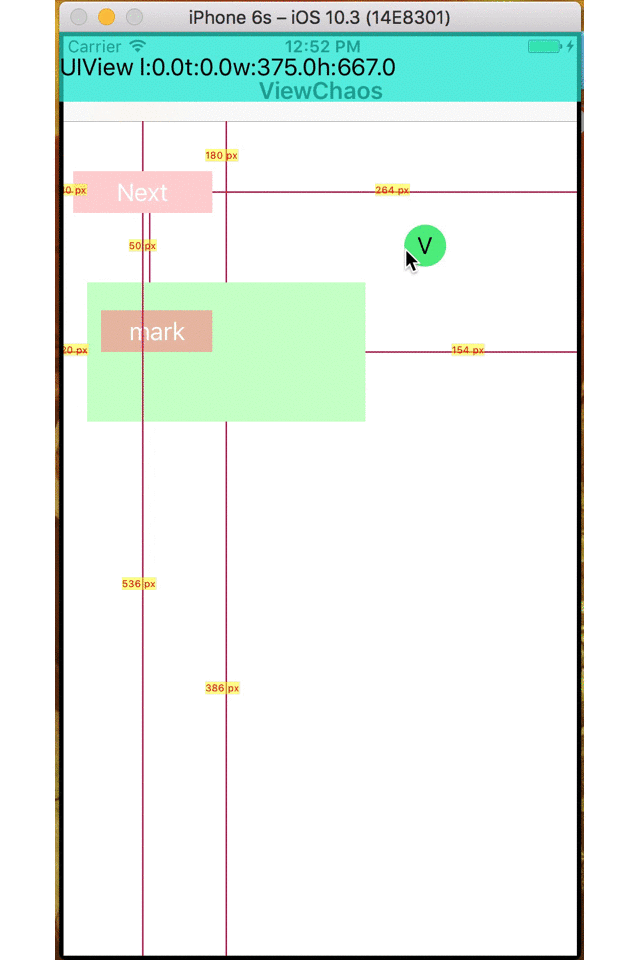 iPhone 6s – iOS 10.3 (14E8301)
Carrier 12:52 PM
UIView l:0.0t:0.0w:375.0h:667.0
ViewChaos
180 px
0 px Next 264 px
50 px
V
mark
20 px 154 px
536 px
386 px